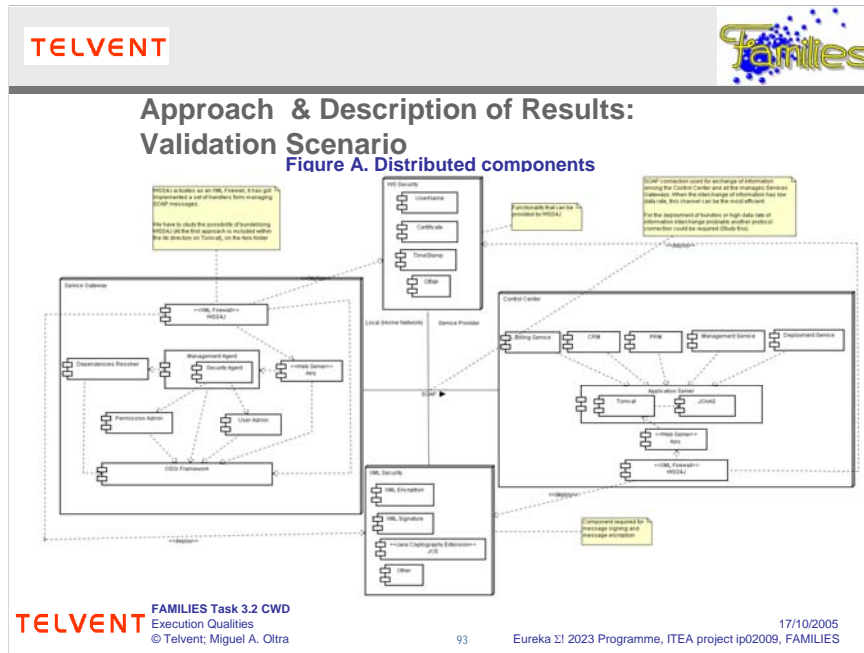 TELVENT
Families
Approach & Description of Results:
Validation Scenario
Figure A. Distributed components
WSS4J actuates as an XML Firewall, it has got
implemented a set of handlers form managing
SOAP messages.
We have to study the possibility of bundelising
WSS4J (At the first approach is included within
the lib directory on Tomcat), on the Axis folder
WS Security
UserName
Certificate
TimeStamp
Other
Functionality that can be
provided by WSS4J
SOAP connection used for exchange of information
among the Control Center and all the manages Services
Gateways. When the interchange of information has low
data rate, this channel can be the most efficient.
For the deployment of bundles or high data rate of
information interchange probably another protocol
connection could be required (Study this)
<<deploy>>
<<deploy>>
Service Gateway
<<XML Firewall>>
WSS4J
Dependences Resolver
Management Agent
Security Agent
<<Web Server>>
Axis
Permission Admin
User Admin
OSGi Framework
Local (Home Network)
Service Provider
SOAP
Control Center
Billing Service
CRM
PRM
Management Service
Deployment Service
Application Server
Tomcat
JOnAS
<<Web Server>>
Axis
<<XML Firewall>>
WSS4J
XML Security
XML Encryption
XML Signature
<<Java Cryptography Extension>>
JCE
Other
<<deploy>>
<<deploy>>
Component required for
message signing and
message encryption
TELVENT
FAMILIES Task 3.2 CWD
Execution Qualities
© Telvent; Miguel A. Oltra
93
17/10/2005
Eureka Σ! 2023 Programme, ITEA project ip02009, FAMILIES